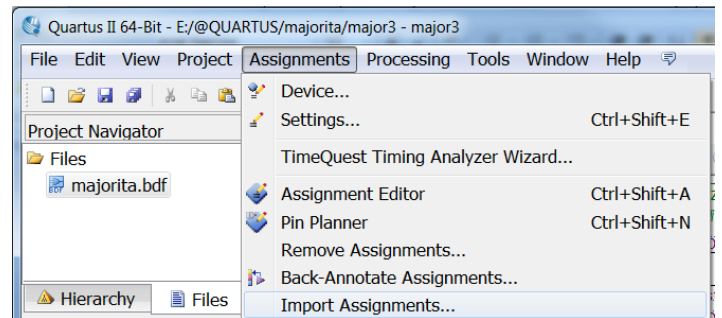 Quartus II 64-Bit - E:/@QUARTUS/majorita/major3 - major3
File Edit View Project Assignments Processing Tools Window Help
Project Navigator
Files
majorita.bdf
Hierarchy Files
Device...
Settings... Ctrl+Shift+E
TimeQuest Timing Analyzer Wizard...
Assignment Editor Ctrl+Shift+A
Pin Planner Ctrl+Shift+N
Remove Assignments...
Back-Annotate Assignments...
Import Assignments...